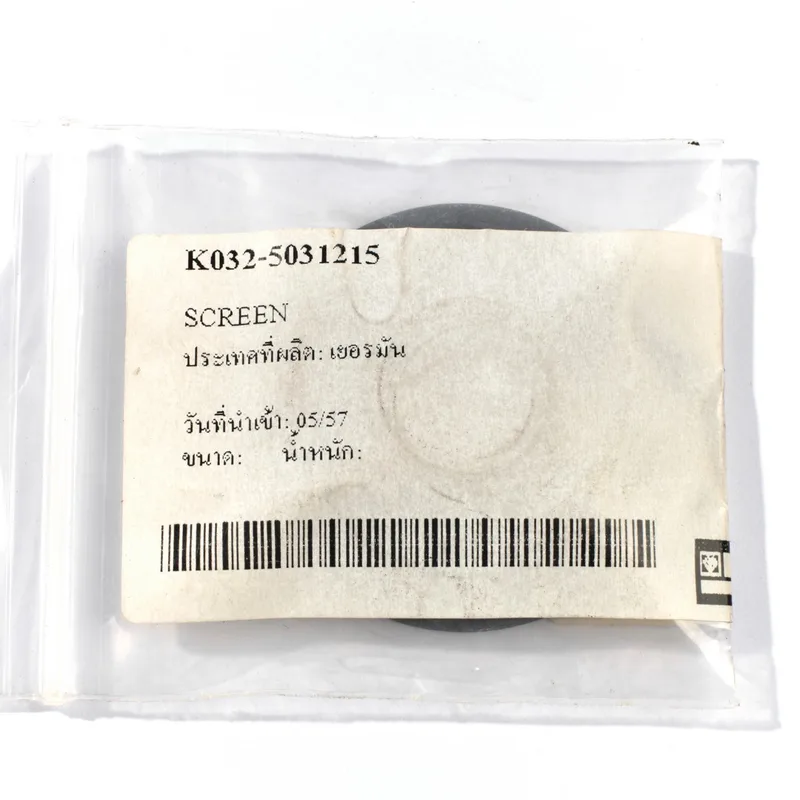 K032-5031215
SCREEN
ประเทศที่ผลิต: เยอรมัน
วันที่นำเข้า: 05/57
ขนาด: น้ำหนัก: